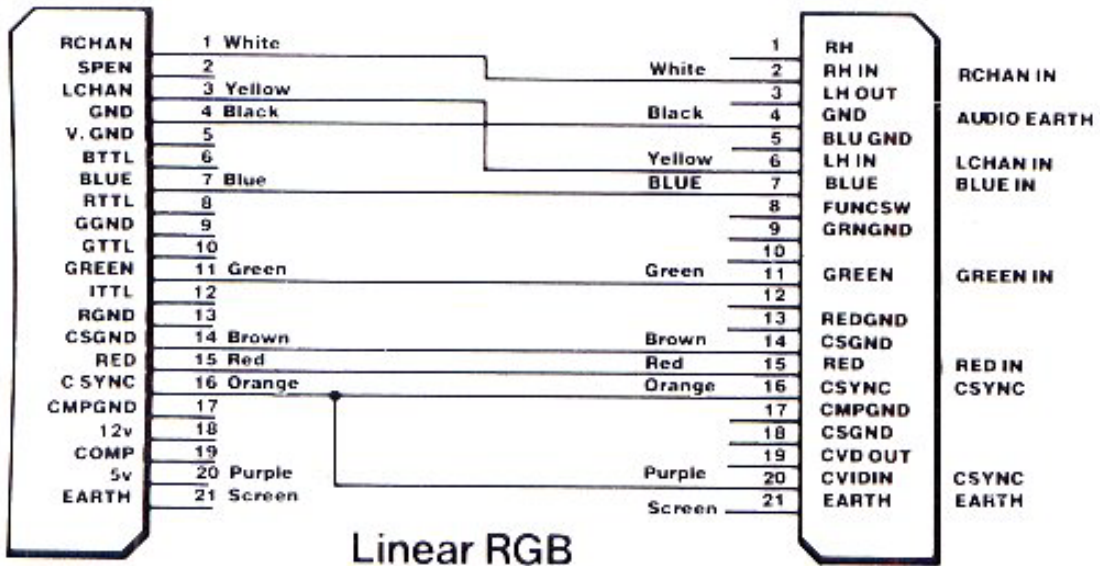 RCHAN 1 White 1 RH
SPEN 2 White 2 RH IN RCHAN IN
LCHAN 3 Yellow 3 LH OUT
GND 4 Black Black 4 GND AUDIO EARTH
V. GND 5 5 BLU GND
BTTL 6 Yellow 6 LH IN LCHAN IN
BLUE 7 Blue BLUE 7 BLUE BLUE IN
RTTL 8 8 FUNCSW
GGND 9 9 GRNGND
GTTL 10 10
GREEN 11 Green Green 11 GREEN GREEN IN
ITTL 12 12
RGND 13 13 REDGND
CSGND 14 Brown Brown 14 CSGND
RED 15 Red Red 15 RED RED IN
C SYNC 16 Orange Orange 16 CSYNC CSYNC
CMPGND 17 17 CMPGND
12v 18 18 CSGND
COMP 19 19 CVD OUT
5v 20 Purple Purple 20 CVIDIN CSYNC
EARTH 21 Screen Screen 21 EARTH EARTH
Linear RGB